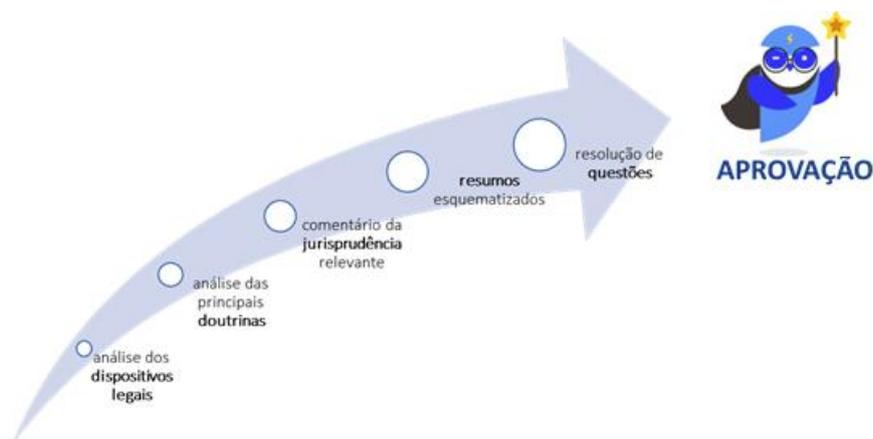 análise dos
dispositivos
legais
análise das
principais
doutrinas
comentário da
jurisprudência
relevante
resumos
esquematizados
resolução de
questões
APROVAÇÃO